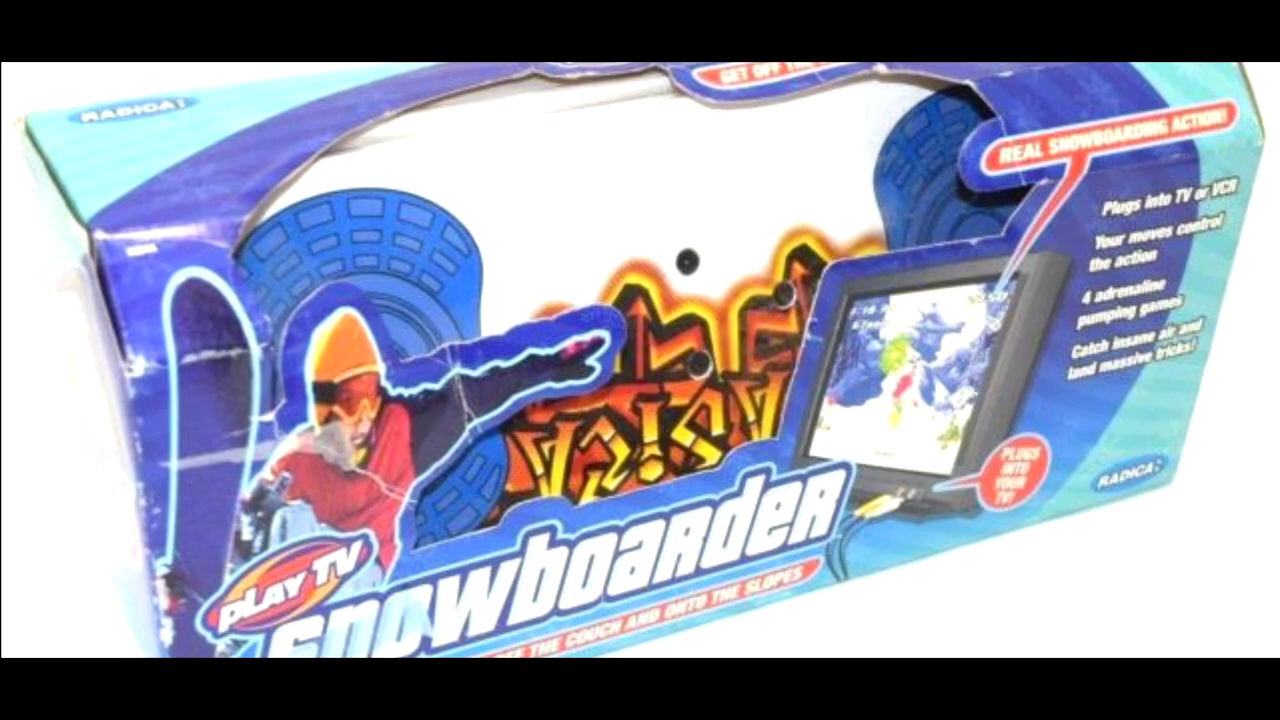 RADICA:
GET OFF THE
REAL SNOWBOARDING ACTION!
Plugs into TV or VCR
Your moves control
the action
4 adrenaline
pumping games
Catch insane air and
land massive tricks!
PLUGS
INTO
YOUR
TV!
RADICA:
PLAY TV
snowboarder
OFF THE COUCH AND ONTO THE SLOPES